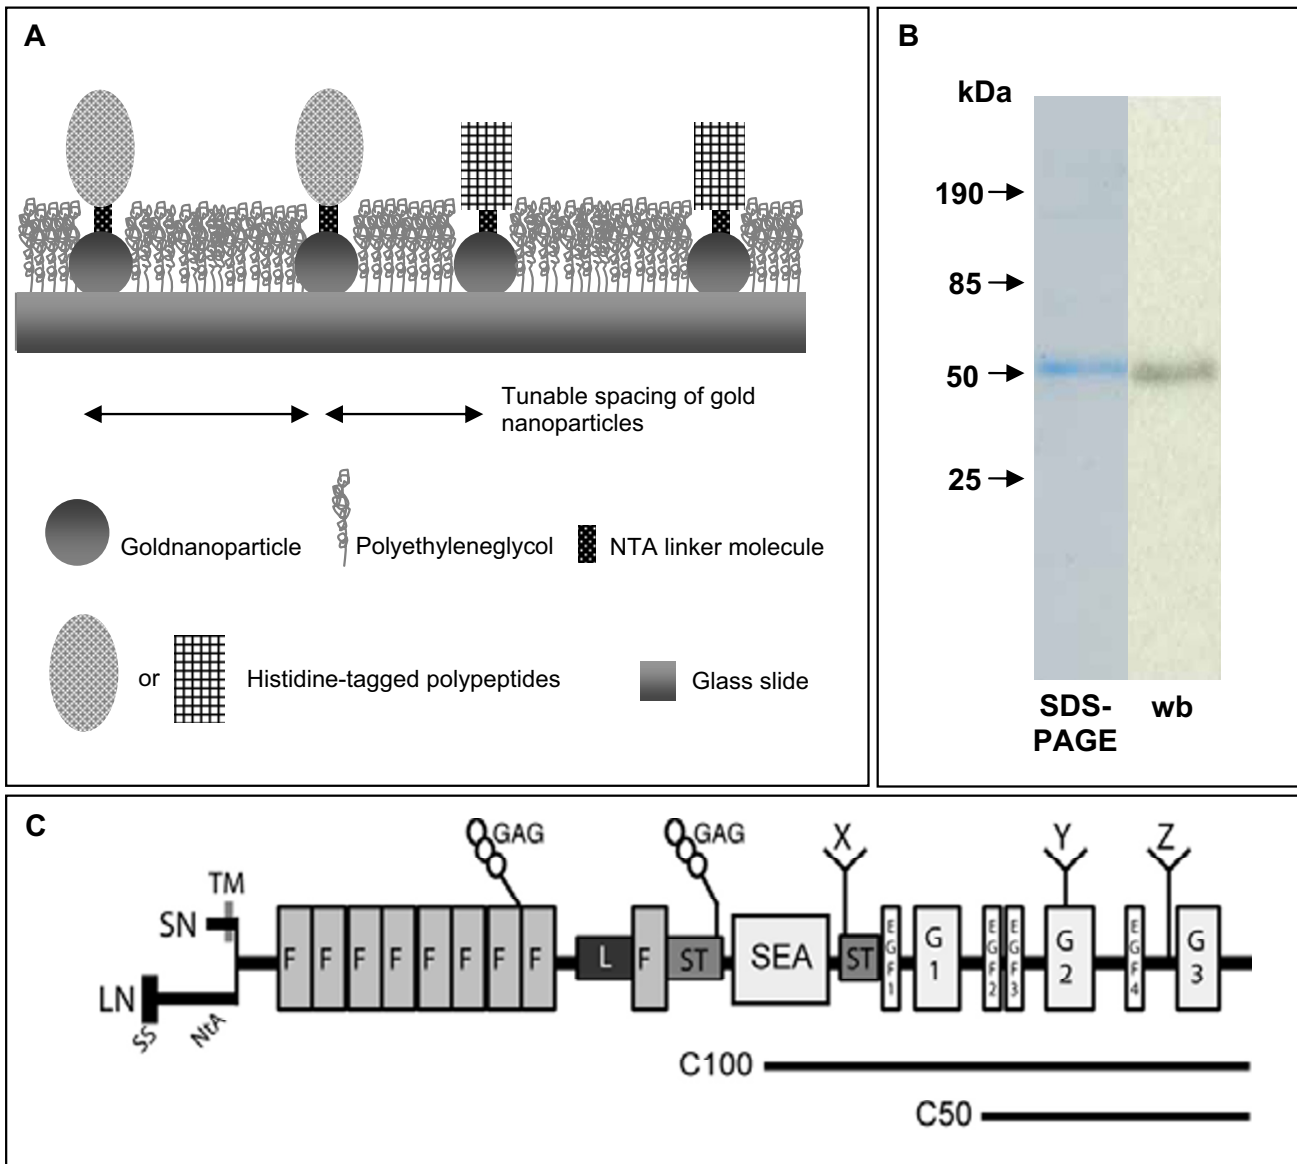 A
Tunable spacing of gold
nanoparticles
Goldnanoparticle
Polyethyleneglycol
NTA linker molecule
or
Histidine-tagged polypeptides
Glass slide
B
kDa
190
85
50
25
SDS-
PAGE
wb
C
GAG
GAG
X
Y
Z
TM
SN
LN
SS
NtA
F F F F F F F F
L
F
ST
SEA
ST
EGF1
G1
EGF2
EGF3
G2
EGF4
G3
C100
C50